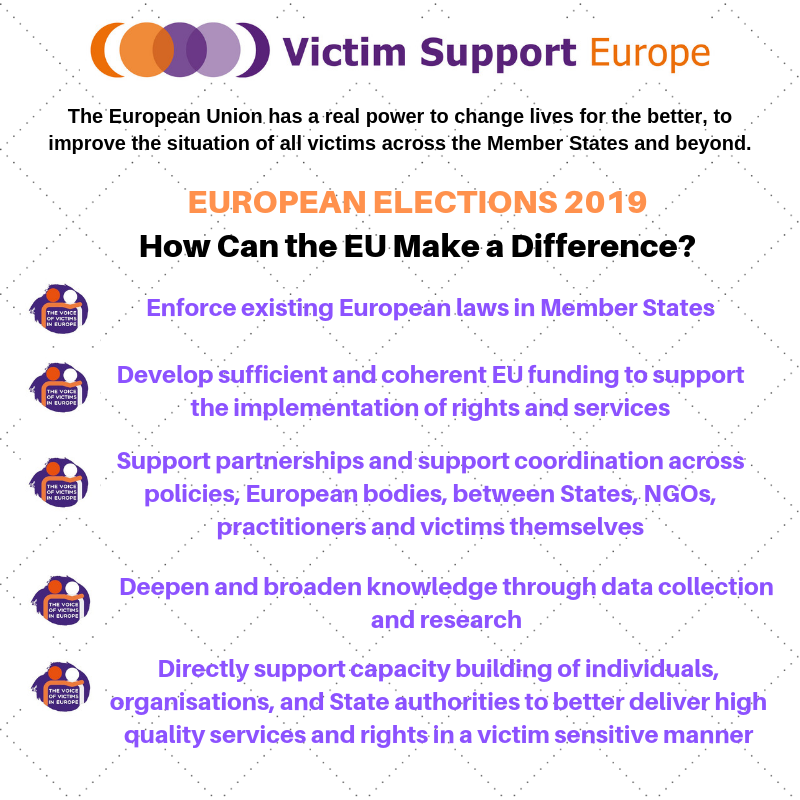 Victim Support Europe
The European Union has a real power to change lives for the better, to
improve the situation of all victims across the Member States and beyond.
EUROPEAN ELECTIONS 2019
How Can the EU Make a Difference?
THE VOICE
OF VICTIMS
IN EUROPE
Enforce existing European laws in Member States
THE VOICE
OF VICTIMS
IN EUROPE
Develop sufficient and coherent EU funding to support
the implementation of rights and services
THE VOICE
OF VICTIMS
IN EUROPE
Support partnerships and support coordination across
policies, European bodies, between States, NGOs,
practitioners and victims themselves
THE VOICE
OF VICTIMS
IN EUROPE
Deepen and broaden knowledge through data collection
and research
THE VOICE
OF VICTIMS
IN EUROPE
Directly support capacity building of individuals,
organisations, and State authorities to better deliver high
quality services and rights in a victim sensitive manner